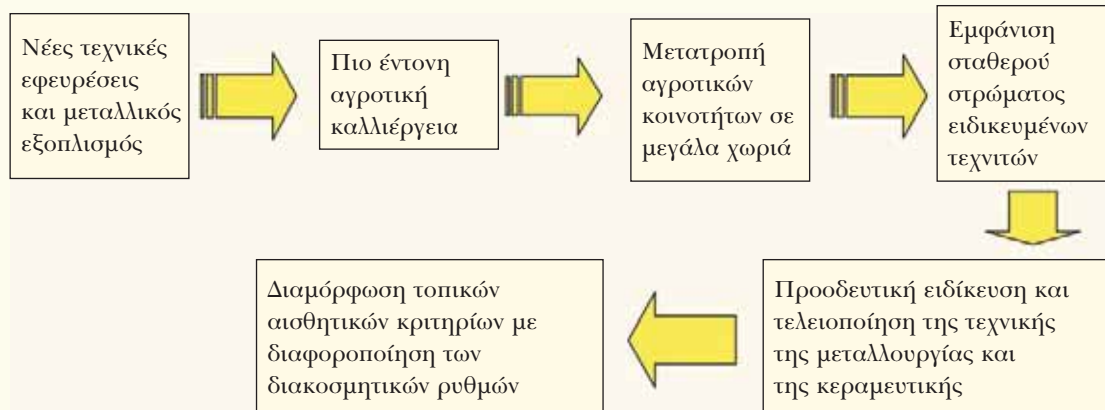 Νέες τεχνικές
εφευρέσεις
και μεταλλικός
εξοπλισμός
Πιο έντονη
αγροτική
καλλιέργεια
Μετατροπή
αγροτικών
κοινοτήτων σε
μεγάλα χωριά
Εμφάνιση
σταθερού
στρώματος
ειδικευμένων
τεχνιτών
Προοδευτική ειδίκευση και
τελειοποίηση της τεχνικής
της μεταλλουργίας και
της κεραμευτικής
Διαμόρφωση τοπικών
αισθητικών κριτηρίων με
διαφοροποίηση των
διακοσμητικών ρυθμών